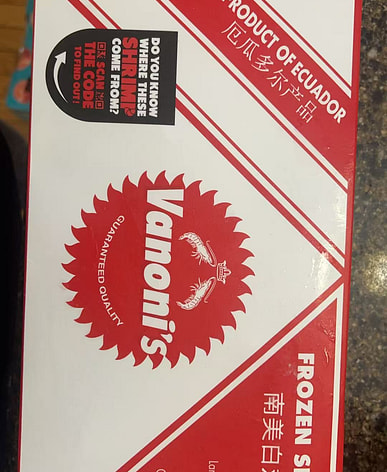 PRODUCT OF ECUADOR
厄瓜多尔产品
DO YOU KNOW
WHERE THESE
SHRIMP
COME FROM?
SCAN
THE CODE
TO FIND OUT!
Vanoni's
GUARANTEED QUALITY
FROZEN
南美白